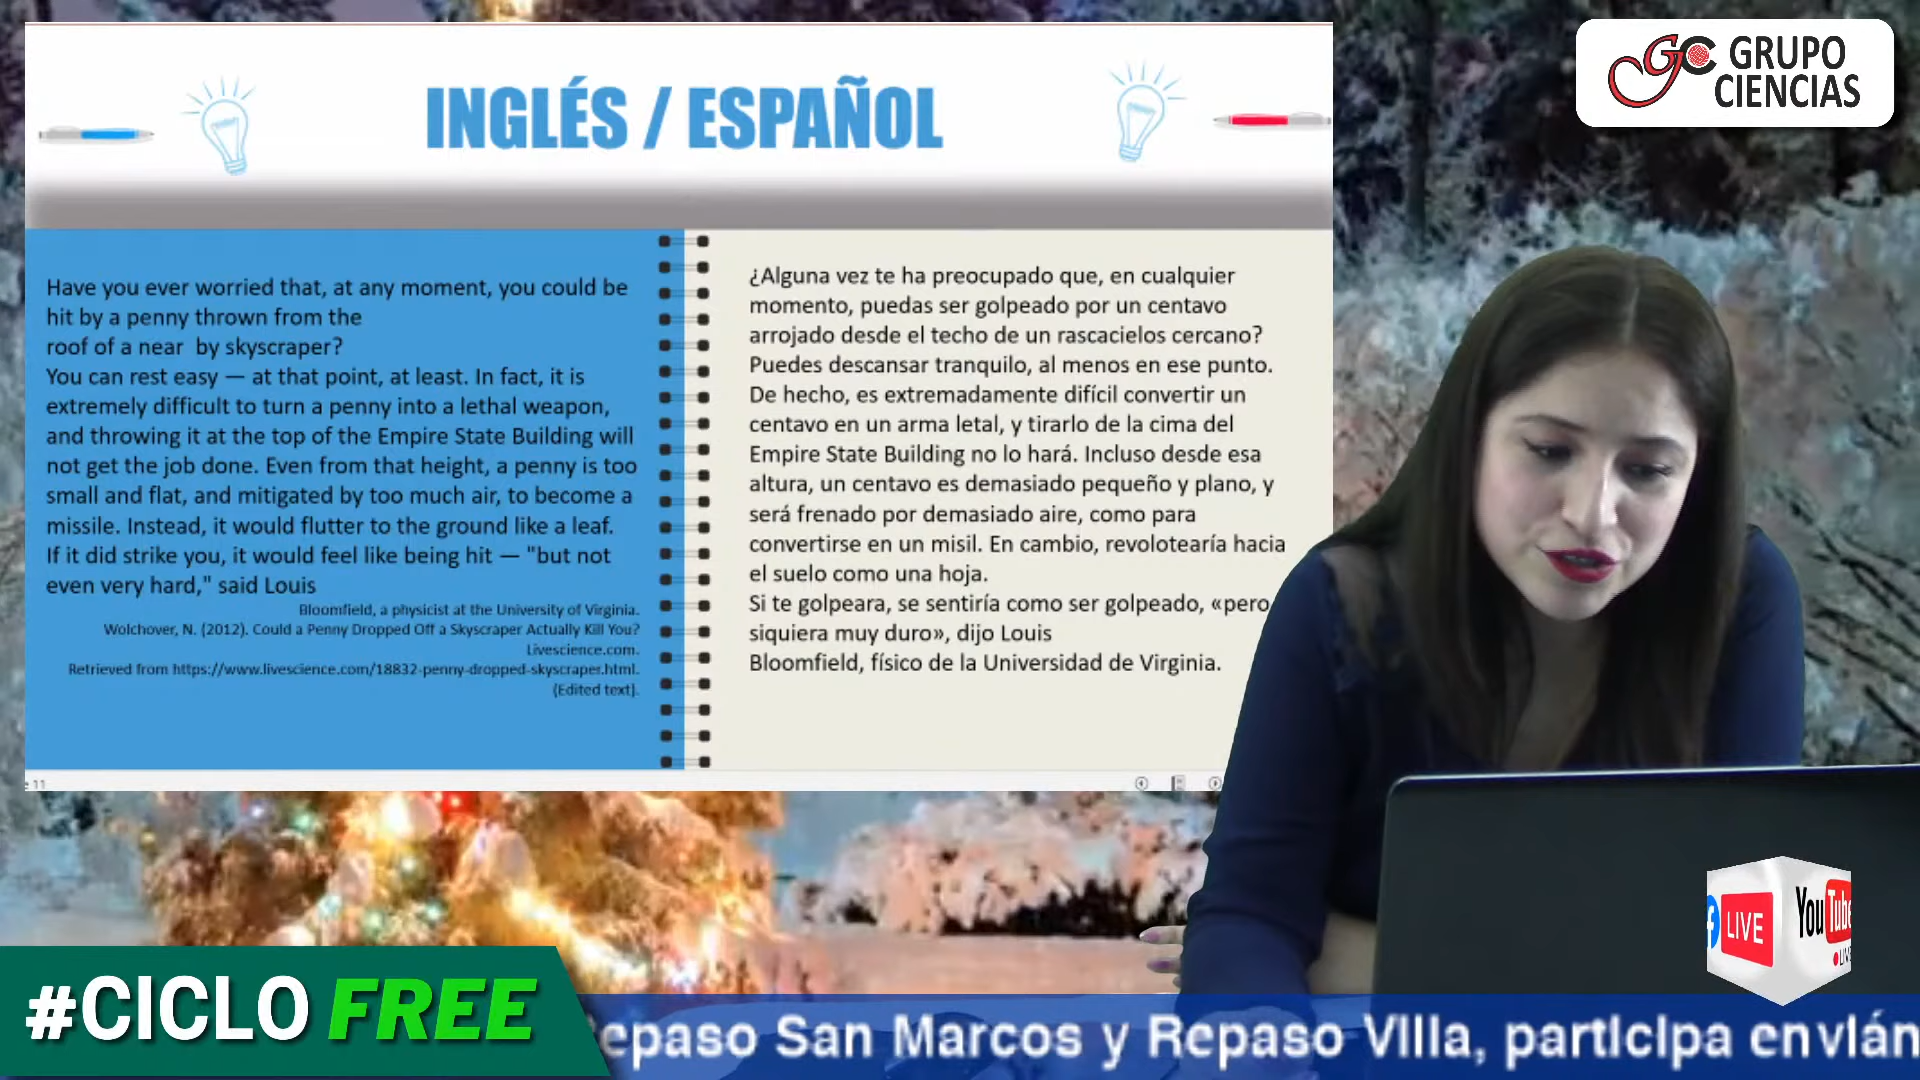 INGLÉS / ESPAÑOL
GRUPO
CIENCIAS
Have you ever worried that, at any moment, you could be
hit by a penny thrown from the
roof of a near by skyscraper?
You can rest easy — at that point, at least. In fact, it is
extremely difficult to turn a penny into a lethal weapon,
and throwing it at the top of the Empire State Building will
not get the job done. Even from that height, a penny is too
small and flat, and mitigated by too much air, to become a
missile. Instead, it would flutter to the ground like a leaf.
If it did strike you, it would feel like being hit — "but not
even very hard," said Louis
Bloomfield, a physicist at the University of Virginia.
Wolchover, N. (2012). Could a Penny Dropped Off a Skyscraper Actually Kill You?
Livescience.com.
Retrieved from https://www.livescience.com/18832-penny-dropped-skyscraper.html.
(Edited text).
¿Alguna vez te ha preocupado que, en cualquier
momento, puedas ser golpeado por un centavo
arrojado desde el techo de un rascacielos cercano?
Puedes descansar tranquilo, al menos en ese punto.
De hecho, es extremadamente difícil convertir un
centavo en un arma letal, y tirarlo de la cima del
Empire State Building no lo hará. Incluso desde esa
altura, un centavo es demasiado pequeño y plano, y
será frenado por demasiado aire, como para
convertirse en un misil. En cambio, revolotearía hacia
el suelo como una hoja.
Si te golpeara, se sentiría como ser golpeado, «pero
siquiera muy duro», dijo Louis
Bloomfield, físico de la Universidad de Virginia.
11
LIVE
YouTube
#CICLO FREE
epaso San Marcos y Repaso Villa, participa envián